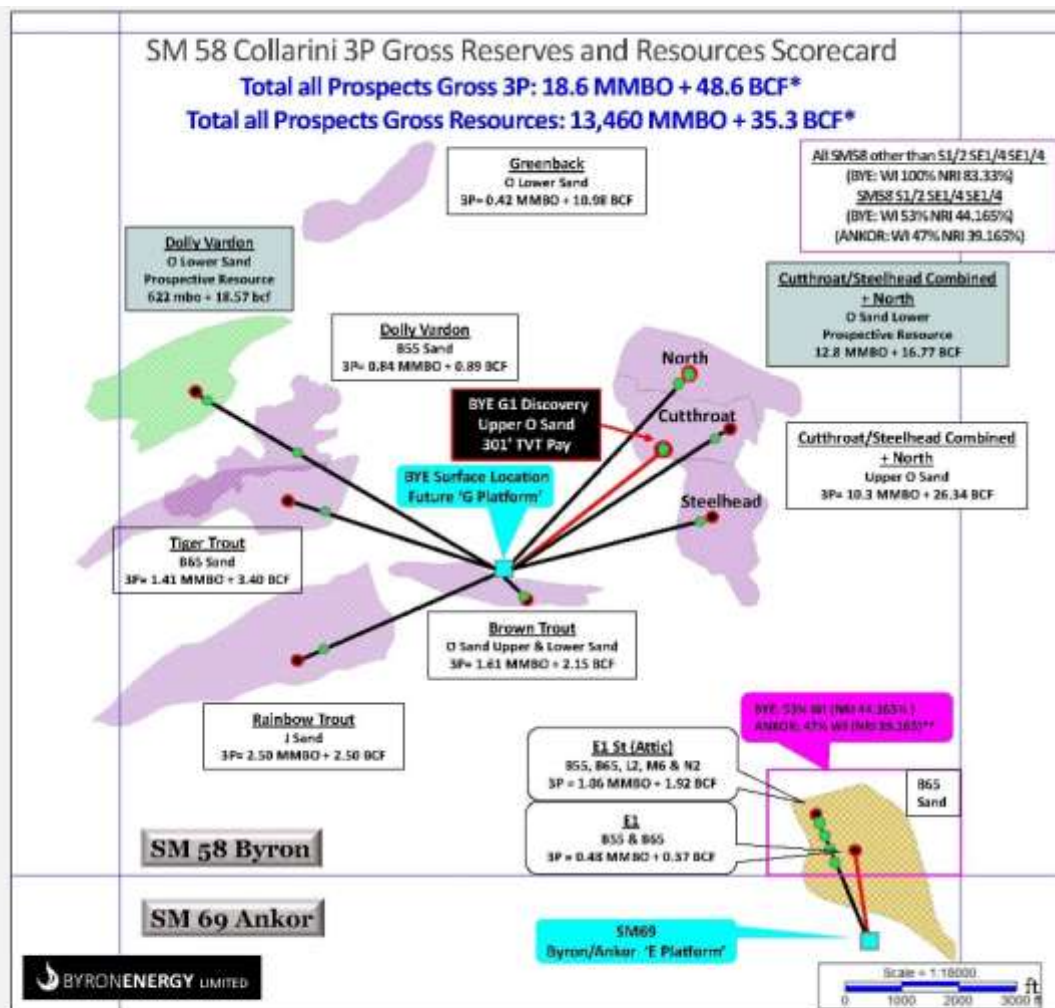 SM 58 Collarini 3P Gross Reserves and Resources Scorecard
Total all Prospects Gross 3P: 18.6 MMBO + 48.6 BCF*
Total all Prospects Gross Resources: 13,460 MMBO + 35.3 BCF*
Greenback
O Lower Sand
3P= 0.42 MMBO + 10.98 BCF
All SM58 other than S1/2 SE1/4 SE1/4
(BYE: WI 100% NRI 83.33%)
SM58 S1/2 SE1/4 SE1/4
(BYE: WI 53% NRI 44.165%)
(ANKOR: WI 47% NRI 39.165%)
Dolly Vardon
O Lower Sand
Prospective Resource
622 mbo + 18.57 bcf
Cutthroat/Steelhead Combined
+ North
O Sand Lower
Prospective Resource
12.8 MMBO + 16.77 BCF
Dolly Vardon
B55 Sand
3P= 0.84 MMBO + 0.89 BCF
North
BYE G1 Discovery
Upper O Sand
301' TVT Pay
Cutthroat
Cutthroat/Steelhead Combined
+ North
Upper O Sand
3P= 10.3 MMBO + 26.34 BCF
BYE Surface Location
Future 'G Platform'
Steelhead
Tiger Trout
B65 Sand
3P= 1.41 MMBO + 3.40 BCF
Brown Trout
O Sand Upper & Lower Sand
3P= 1.61 MMBO + 2.15 BCF
Rainbow Trout
J Sand
3P= 2.50 MMBO + 2.50 BCF
BYE: 53% WI (NRI 44.165%)
ANKOR: 47% WI (NRI 39.165)**
E1 St (Attic)
B55, B65, L2, M6 & N2
3P = 1.06 MMBO + 1.92 BCF
B65
Sand
E1
B55 & B65
3P = 0.48 MMBO + 0.37 BCF
SM 58 Byron
SM 69 Ankor
SM69
Byron/Ankor 'E Platform'
BYRONENERGY LIMITED
Scale = 1:18000
ft
0 1000 2000 3000 ft